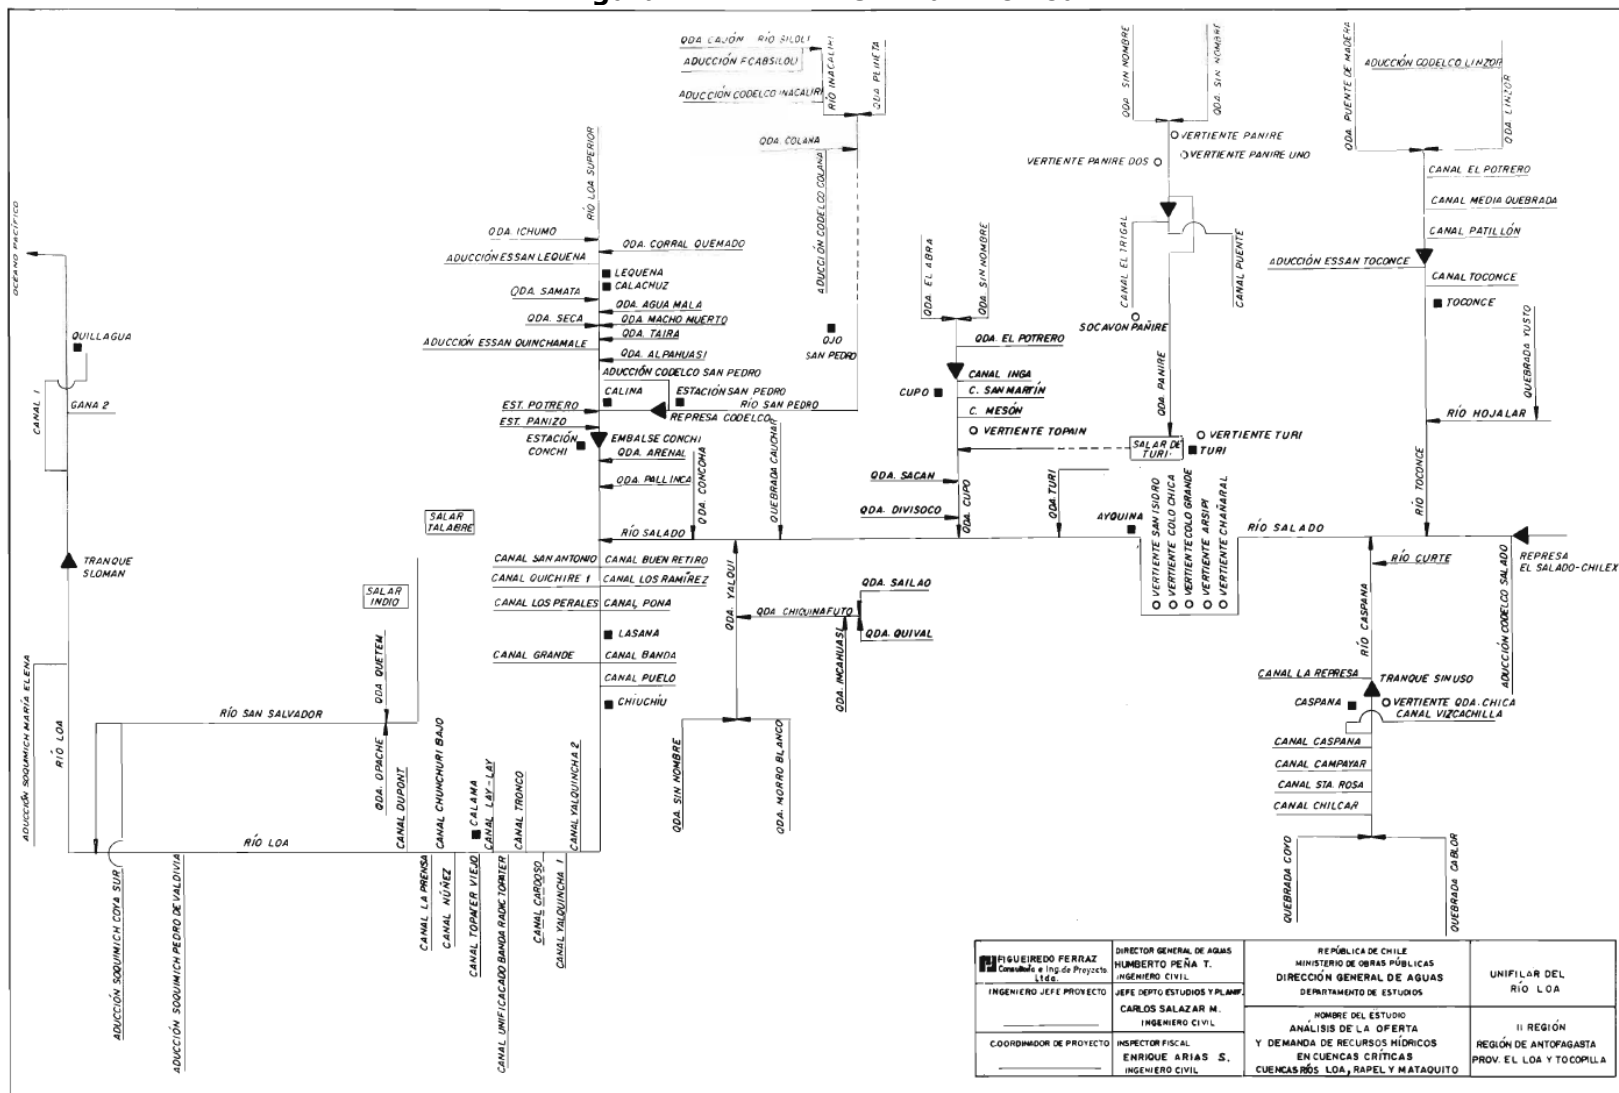 QDA CAJÓN RÍO SILOLI
ADUCCIÓN FCABSILOLI
ADUCCIÓN CODELCO INACALIRI
RÍO INACALIRI
QDA PLINETA
QDA. COLANA
ADUCCIÓN CODELCO COLANA
QDA SIN NOMBRE
QDA. SIN NOMBRE
VERTIENTE PANIRE
VERTIENTE PANIRE DOS
VERTIENTE PANIRE UNO
QDA. PUENTE DE MADERA
ADUCCIÓN CODELCO LINZOR
QDA. LINZOR
CANAL EL POTRERO
CANAL MEDIA QUEBRADA
CANAL PATILLÓN
ADUCCIÓN ESSAN TOCONCE
CANAL TOCONCE
TOCONCE
QUEBRADA YUSTO
RÍO HOJALAR
RÍO TOCONCE
OCEANO PACÍFICO
RÍO LOA SUPERIOR
QDA. ICHUMO
QDA. CORRAL QUEMADO
ADUCCIÓN ESSAN LEQUENA
LEQUENA
CALACHUZ
QDA. SAMATA
QDA. AGUA MALA
QDA. SECA
QDA MACHO MUERTO
QDA. TAIRA
ADUCCIÓN ESSAN QUINCHAMALE
QDA. ALPAHUASI
ADUCCIÓN CODELCO SAN PEDRO
CALINA
ESTACIÓN SAN PEDRO
RÍO SAN PEDRO
EST. POTRERO
REPRESA CODELCO
EST. PANIZO
ESTACIÓN
CONCHI
EMBALSE CONCHI
QDA. ARENAL
QDA. PALLINCA
QDA. CONCCHA
QUEBRADA CAUCHAR
OJO
SAN PEDRO
QDA. EL ABRA
QDA. SIN NOMBRE
QDA. EL POTRERO
CANAL INGA
CUPO
C. SAN MARTÍN
C. MESÓN
VERTIENTE TOPAIN
QDA. SACAN
QDA. DIVISOCO
QDA. CUPO
CANAL EL TRIGAL
CANAL PUENTE
SOCAVON PAÑIRE
QDA. PANIRE
SALAR DE
TURI.
VERTIENTE TURI
TURI
QDA. TURI
AYQUINA
VERTIENTE SAN ISIDRO
VERTIENTE COLO CHICA
VERTIENTE COLO GRANDE
VERTIENTE ARSIPI
VERTIENTE CHAÑARAL
RÍO SALADO
REPRESA
EL SALADO-CHILEX
RÍO CURTE
RÍO CASPANA
ADUCCIÓN CODELCO SALADO
CANAL LA REPRESA
TRANQUE SIN USO
CASPANA
VERTIENTE QDA. CHICA
CANAL VIZCACHILLA
CANAL CASPANA
CANAL CAMPAYAR
CANAL STA. ROSA
CANAL CHILCAR
QUEBRADA COYO
QUEBRADA CABLOR
QUILLAGUA
CANAL 1
GANA 2
TRANQUE
SLOMAN
ADUCCIÓN SOQUIMICH MARÍA ELENA
RÍO LOA
SALAR
TALABRE
SALAR
INDIO
RÍO SALADO
CANAL SAN ANTONIO
CANAL BUEN RETIRO
CANAL QUICHIRE 1
CANAL LOS RAMÍREZ
CANAL LOS PERALES
CANAL PONA
LASANA
CANAL GRANDE
CANAL BANDA
CANAL PUELO
CHIUCHIU
QDA. YALQUI
QDA CHIQUINAFUTO
QDA. SAILAO
QDA. QUIVAL
QDA. INCAHUASI
QDA. SIN NOMBRE
QDA. MORRO BLANCO
RÍO SAN SALVADOR
QDA QUETEM
QDA. OPACHE
RÍO LOA
CANAL DUPONT
CANAL CHUNCHURI BAJO
CALAMA
CANAL LAY-LAY
CANAL TRONCO
CANAL YALQUINCHA 2
ADUCCIÓN SOQUIMICH COYA SUR
ADUCCIÓN SOQUIMICH PEDRO DE VALDIVIA
CANAL LA PRENSA
CANAL NÚÑEZ
CANAL TOPATER VIEJO
CANAL UNIFICACADO BANDA RADIC TOPATER
CANAL CARDOSO
CANAL YALQUINCHA 1
FIGUEIREDO FERRAZ
Consultoría e Ing. de Proyecto
Ltda.
INGENIERO JEFE PROYECTO
COORDINADOR DE PROYECTO
DIRECTOR GENERAL DE AGUAS
HUMBERTO PEÑA T.
INGENIERO CIVIL
JEFE DEPTO ESTUDIOS Y PLANIF.
CARLOS SALAZAR M.
INGENIERO CIVIL
INSPECTOR FISCAL
ENRIQUE ARIAS S.
INGENIERO CIVIL
REPÚBLICA DE CHILE
MINISTERIO DE OBRAS PÚBLICAS
DIRECCIÓN GENERAL DE AGUAS
DEPARTAMENTO DE ESTUDIOS
NOMBRE DEL ESTUDIO
ANÁLISIS DE LA OFERTA
Y DEMANDA DE RECURSOS HÍDRICOS
EN CUENCAS CRÍTICAS
CUENCAS RÍOS LOA, RAPEL Y MATAQUITO
UNIFILAR DEL
RÍO LOA
II REGIÓN
REGIÓN DE ANTOFAGASTA
PROV. EL LOA Y TOCOPILLA